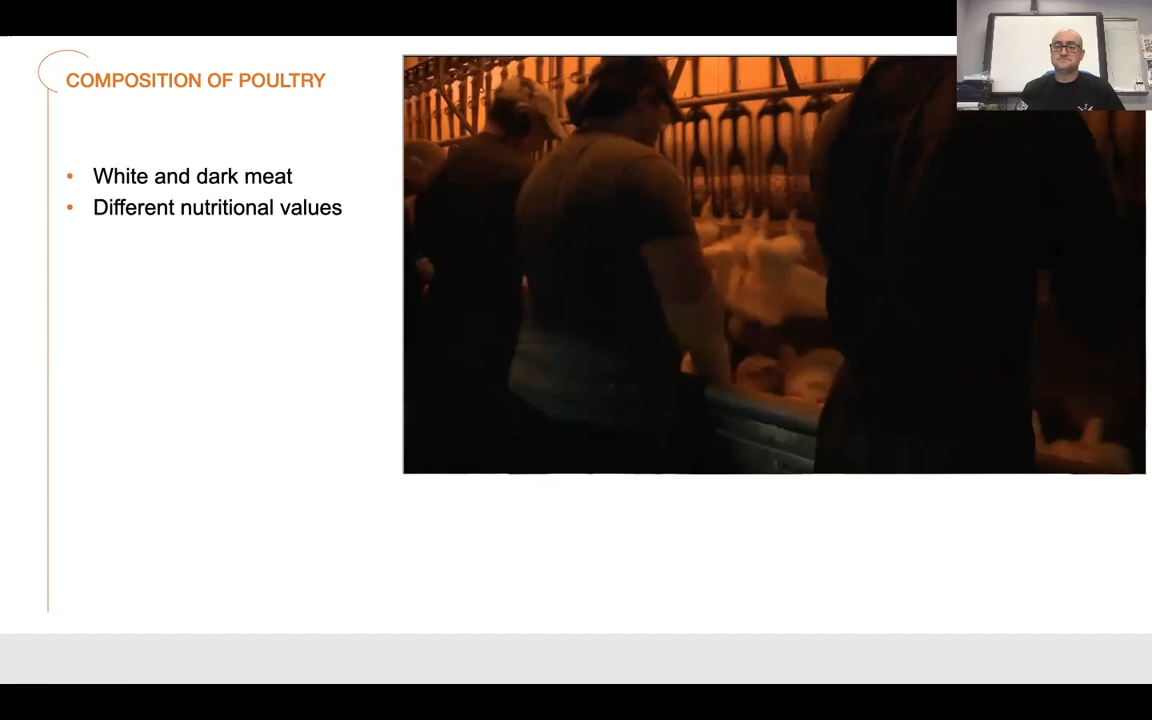 COMPOSITION OF POULTRY
• White and dark meat
• Different nutritional values